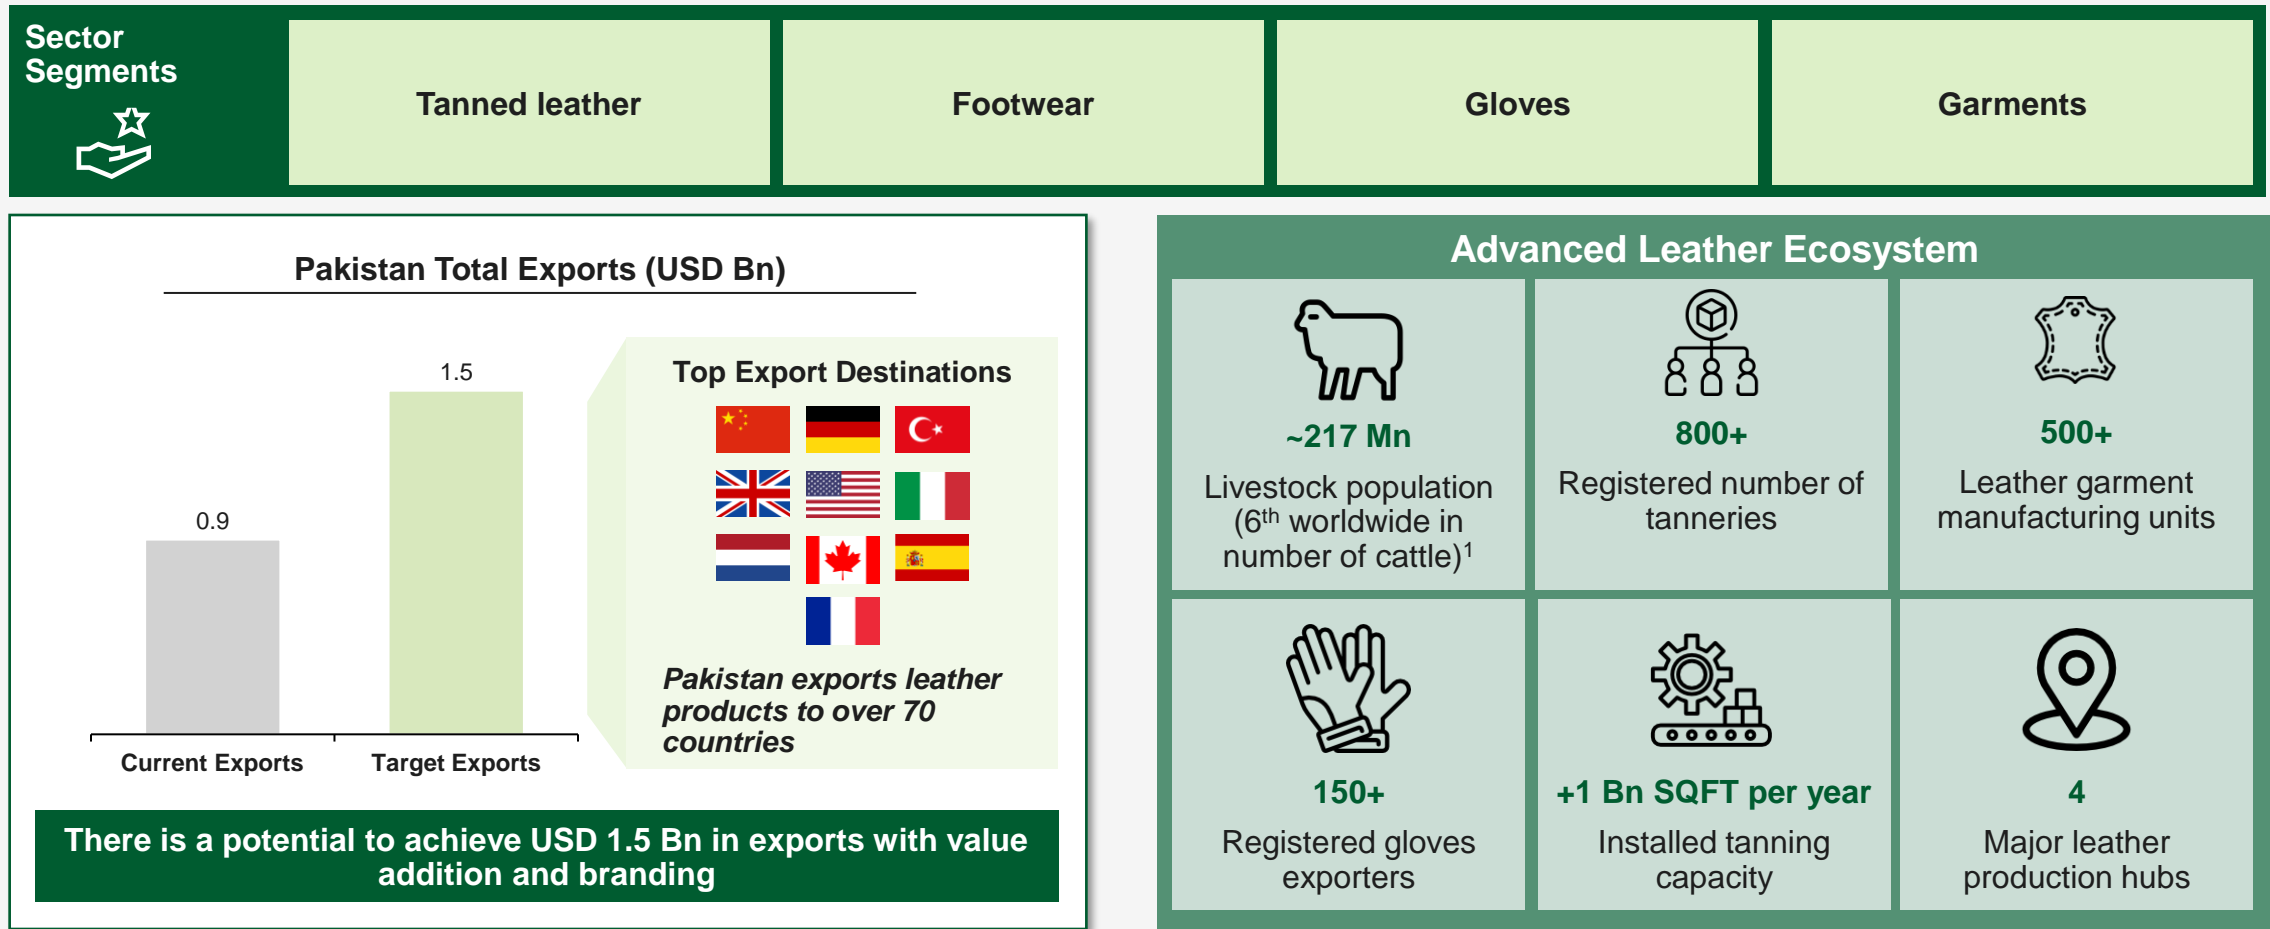 Sector
Segments
Tanned leather
Footwear
Gloves
Garments
Pakistan Total Exports (USD Bn)
1.5
0.9
Current Exports
Target Exports
Top Export Destinations
Pakistan exports leather
products to over 70
countries
There is a potential to achieve USD 1.5 Bn in exports with value
addition and branding
Advanced Leather Ecosystem
~217 Mn
Livestock population
(6th worldwide in
number of cattle)1
800+
Registered number of
tanneries
500+
Leather garment
manufacturing units
150+
Registered gloves
exporters
+1 Bn SQFT per year
Installed tanning
capacity
4
Major leather
production hubs